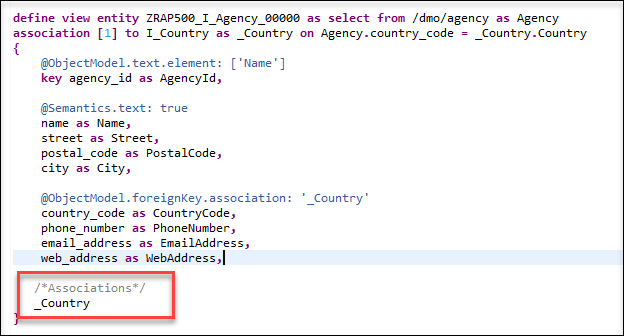 define view entity ZRAP500_I_Agency_00000 as select from /dmo/agency as Agency
association [1] to I_Country as _Country on Agency.country_code = _Country.Country
{
@ObjectModel.text.element: ['Name']
key agency_id as AgencyId,
@Semantics.text: true
name as Name,
street as Street,
postal_code as PostalCode,
city as City,
@ObjectModel.foreignKey.association: '_Country'
country_code as CountryCode,
phone_number as PhoneNumber,
email_address as EmailAddress,
web_address as WebAddress,
/*Associations*/
_Country
}